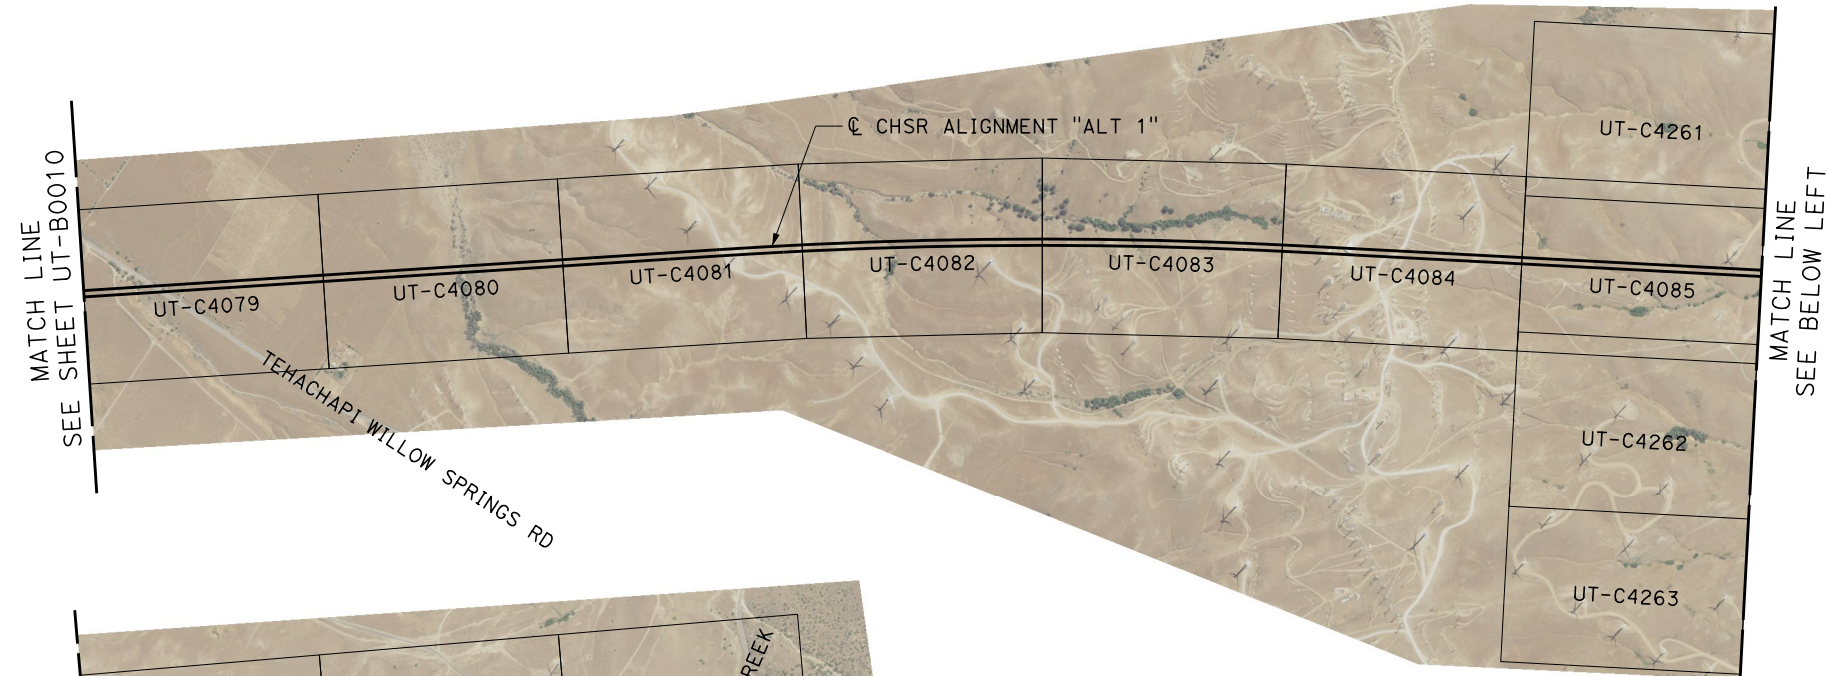 MATCH LINE
SEE SHEET UT-B0010
℄ CHSR ALIGNMENT "ALT 1"
UT-C4079
UT-C4080
UT-C4081
UT-C4082
UT-C4083
UT-C4084
UT-C4085
UT-C4261
UT-C4262
UT-C4263
TEHACHAPI WILLOW SPRINGS RD
MATCH LINE
SEE BELOW LEFT